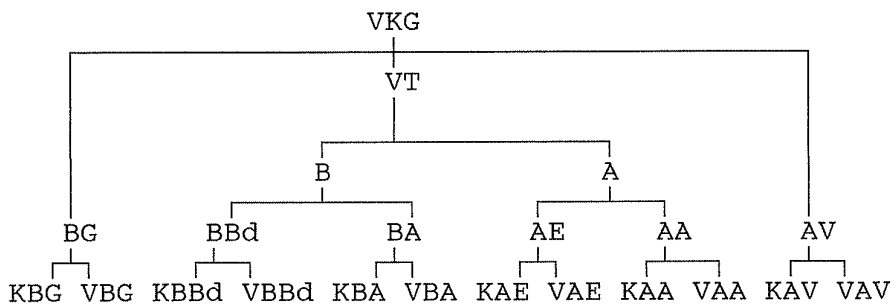 VKG
VT
B A
BG BBd BA AE AA AV
KBG VBG KBBd VBBd KBA VBA KAE VAE KAA VAA KAV VAV